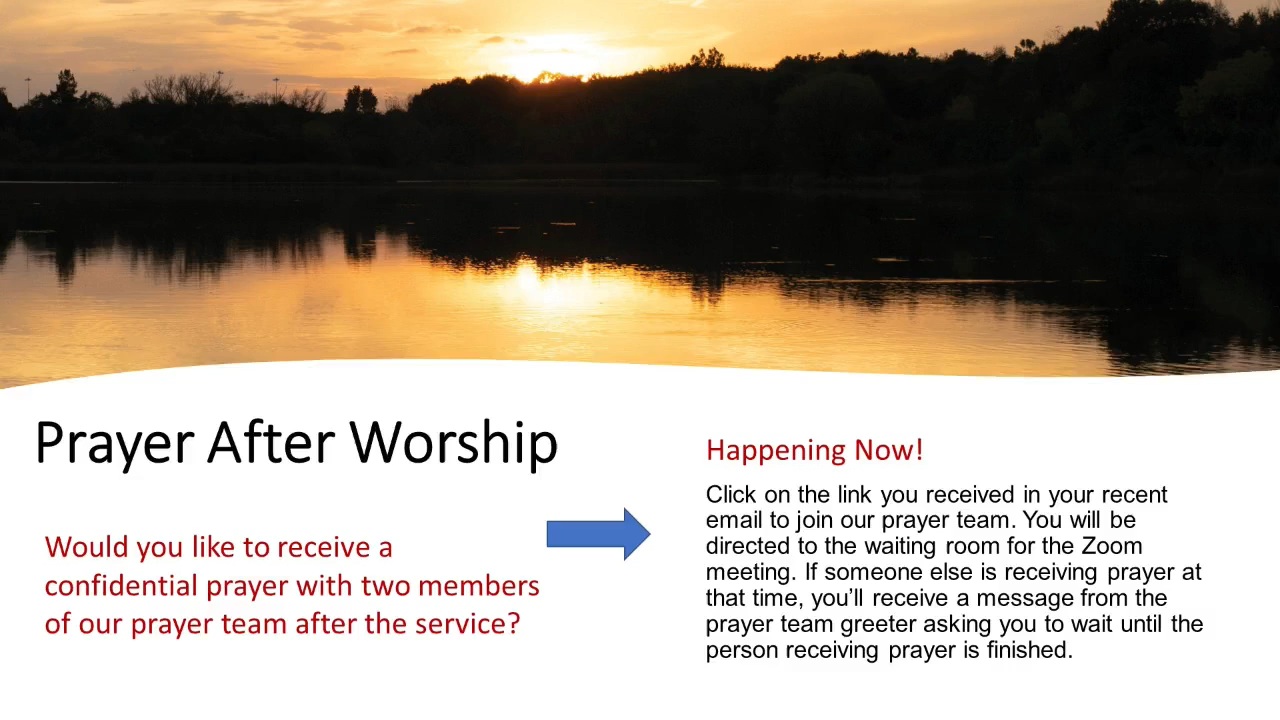 Prayer After Worship
Would you like to receive a
confidential prayer with two members
of our prayer team after the service?
Happening Now!
Click on the link you received in your recent
email to join our prayer team. You will be
directed to the waiting room for the Zoom
meeting. If someone else is receiving prayer at
that time, you’ll receive a message from the
prayer team greeter asking you to wait until the
person receiving prayer is finished.